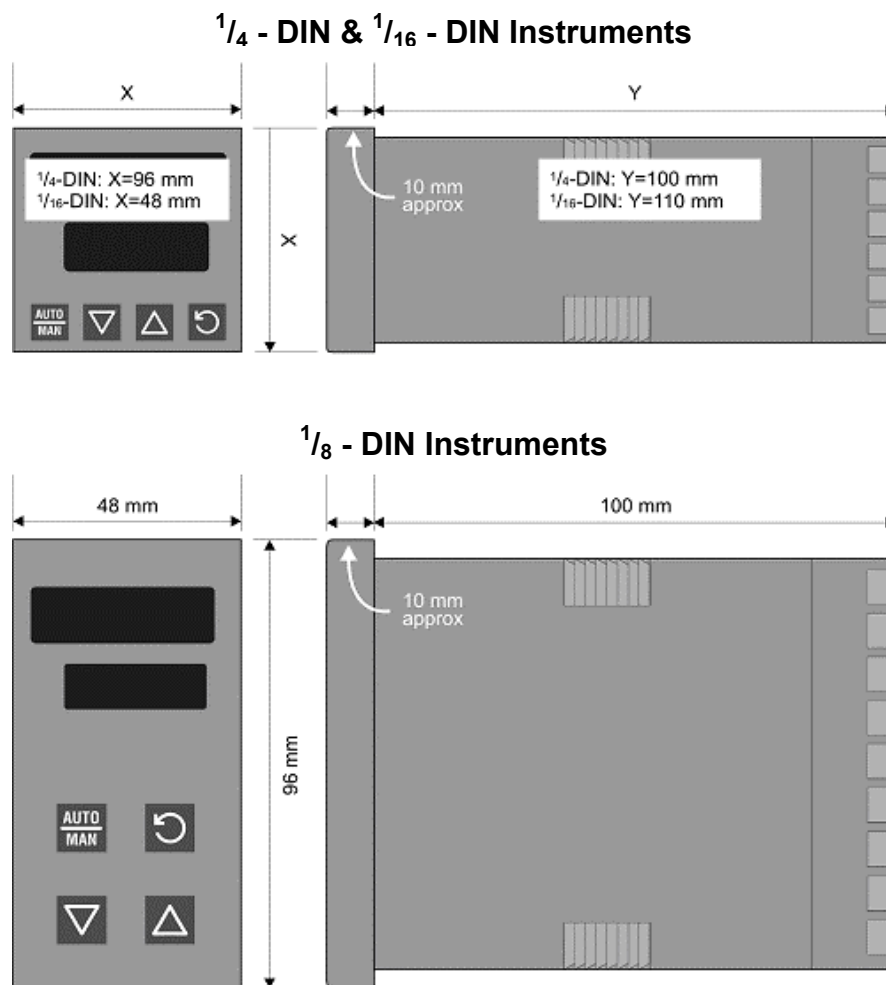 1/4 - DIN & 1/16 - DIN Instruments
X
Y
1/4-DIN: X=96 mm
1/16-DIN: X=48 mm
X
10 mm
approx
1/4-DIN: Y=100 mm
1/16-DIN: Y=110 mm
AUTO
MAN
1/8 - DIN Instruments
48 mm
100 mm
10 mm
approx
96 mm
AUTO
MAN